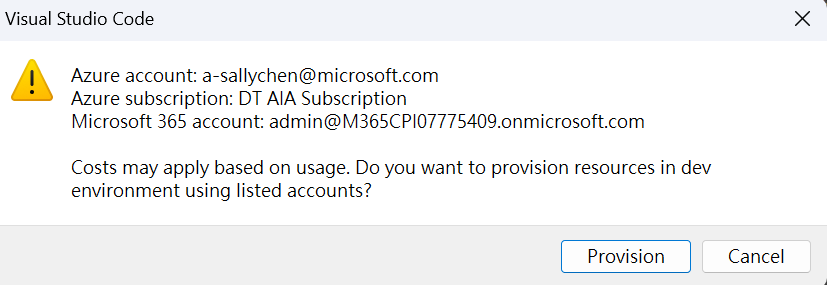 Visual Studio Code
Azure account: a-sallychen@microsoft.com
Azure subscription: DT AIA Subscription
Microsoft 365 account: admin@M365CPI07775409.onmicrosoft.com
Costs may apply based on usage. Do you want to provision resources in dev
environment using listed accounts?
Provision
Cancel